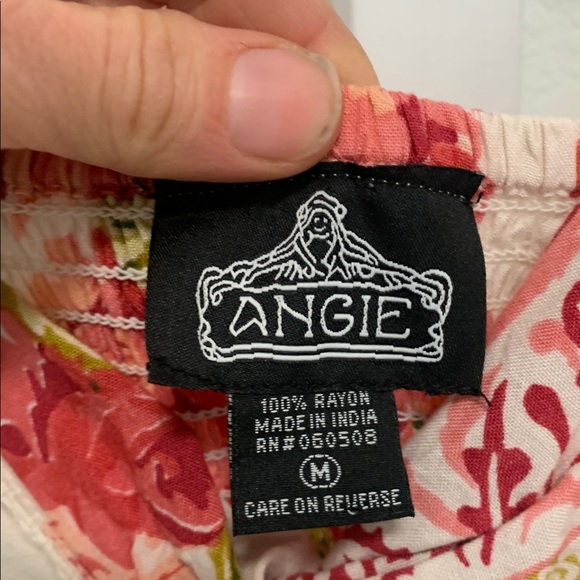 ANGIE
100% RAYON
MADE IN INDIA
RN#060508
M
CARE ON REVERSE